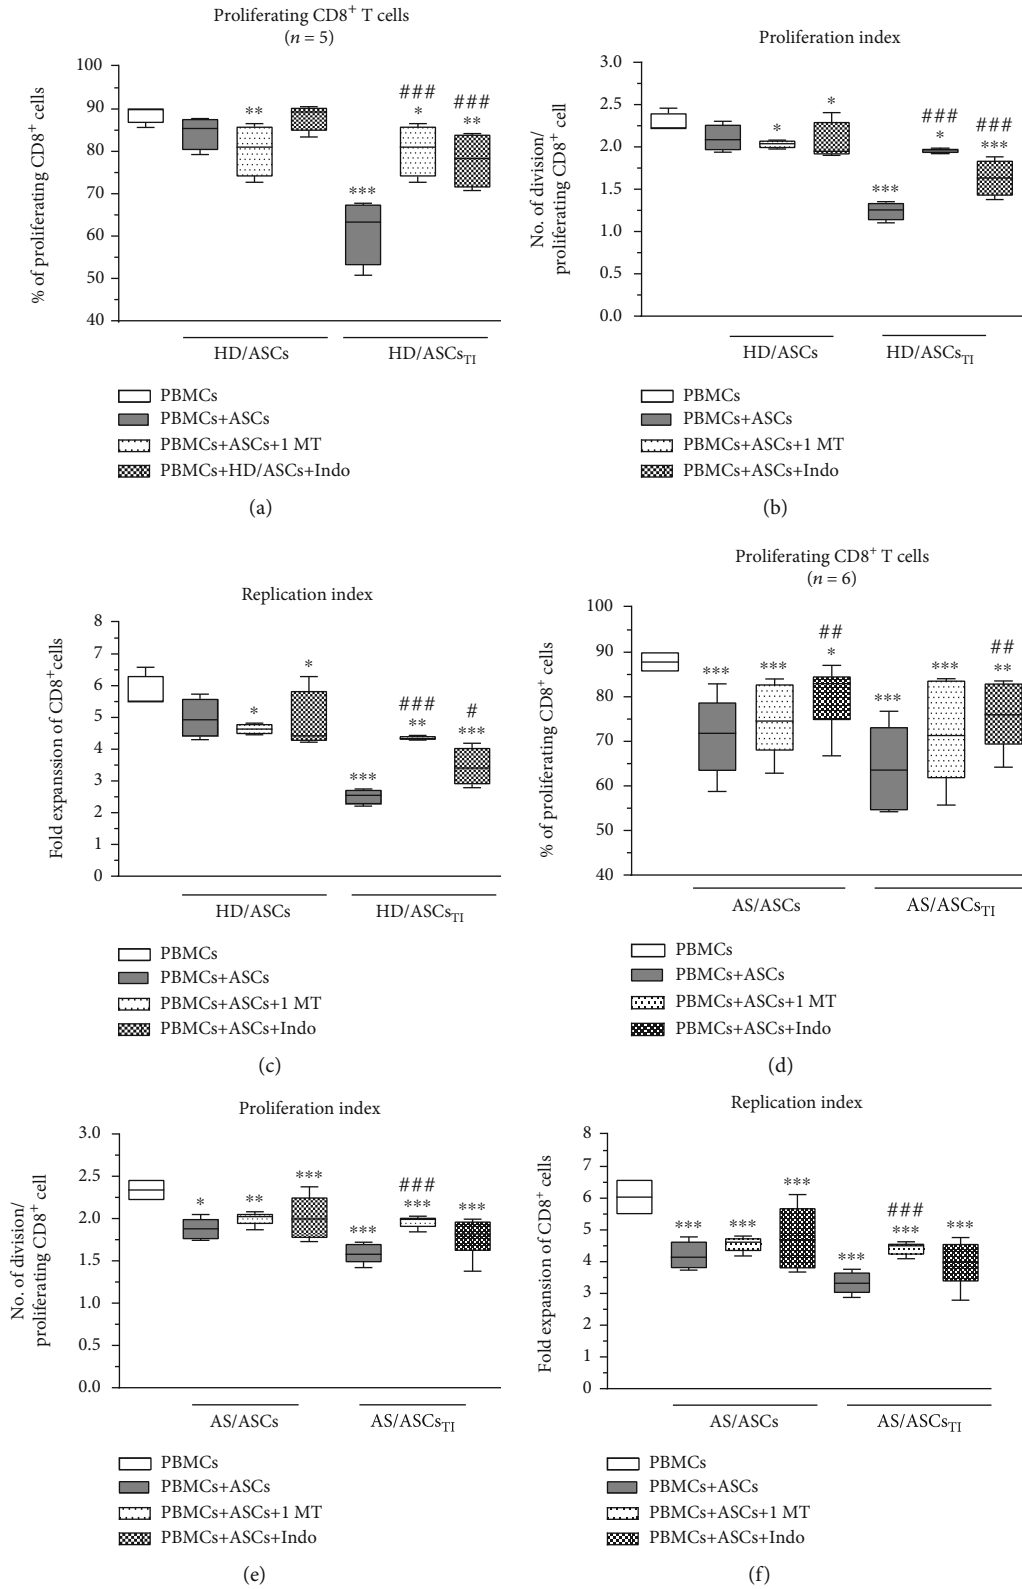 Proliferating CD8+ T cells
(n = 5)
% of proliferating CD8+ cells
100
90
80
70
60
50
40
**
***
###
*
###
**
HD/ASCs
HD/ASCsTI
PBMCs
PBMCs+ASCs
PBMCs+ASCs+1 MT
PBMCs+HD/ASCs+Indo
(a)
Proliferation index
No. of division/
proliferating CD8+ cell
3.0
2.5
2.0
1.5
1.0
0.5
0.0
*
*
***
###
*
###
***
HD/ASCs
HD/ASCsTI
PBMCs
PBMCs+ASCs
PBMCs+ASCs+1 MT
PBMCs+ASCs+Indo
(b)
Replication index
Fold expanssion of CD8+cells
8
7
6
5
4
3
2
1
0
*
*
***
###
**
#
***
HD/ASCs
HD/ASCsTI
PBMCs
PBMCs+ASCs
PBMCs+ASCs+1 MT
PBMCs+ASCs+Indo
(c)
Proliferating CD8+ T cells
(n = 6)
% of proliferating CD8+ cells
100
90
80
70
60
50
40
***
***
##
*
***
***
##
**
AS/ASCs
AS/ASCsTI
PBMCs
PBMCs+ASCs
PBMCs+ASCs+1 MT
PBMCs+ASCs+Indo
(d)
Proliferation index
No. of division/
proliferating CD8+ cell
3.0
2.5
2.0
1.5
1.0
0.5
0.0
*
**
***
***
###
***
***
AS/ASCs
AS/ASCsTI
PBMCs
PBMCs+ASCs
PBMCs+ASCs+1 MT
PBMCs+ASCs+Indo
(e)
Replication index
Fold expansion of CD8+ cells
8
7
6
5
4
3
2
1
0
***
***
***
***
###
***
***
AS/ASCs
AS/ASCsTI
PBMCs
PBMCs+ASCs
PBMCs+ASCs+1 MT
PBMCs+ASCs+Indo
(f)